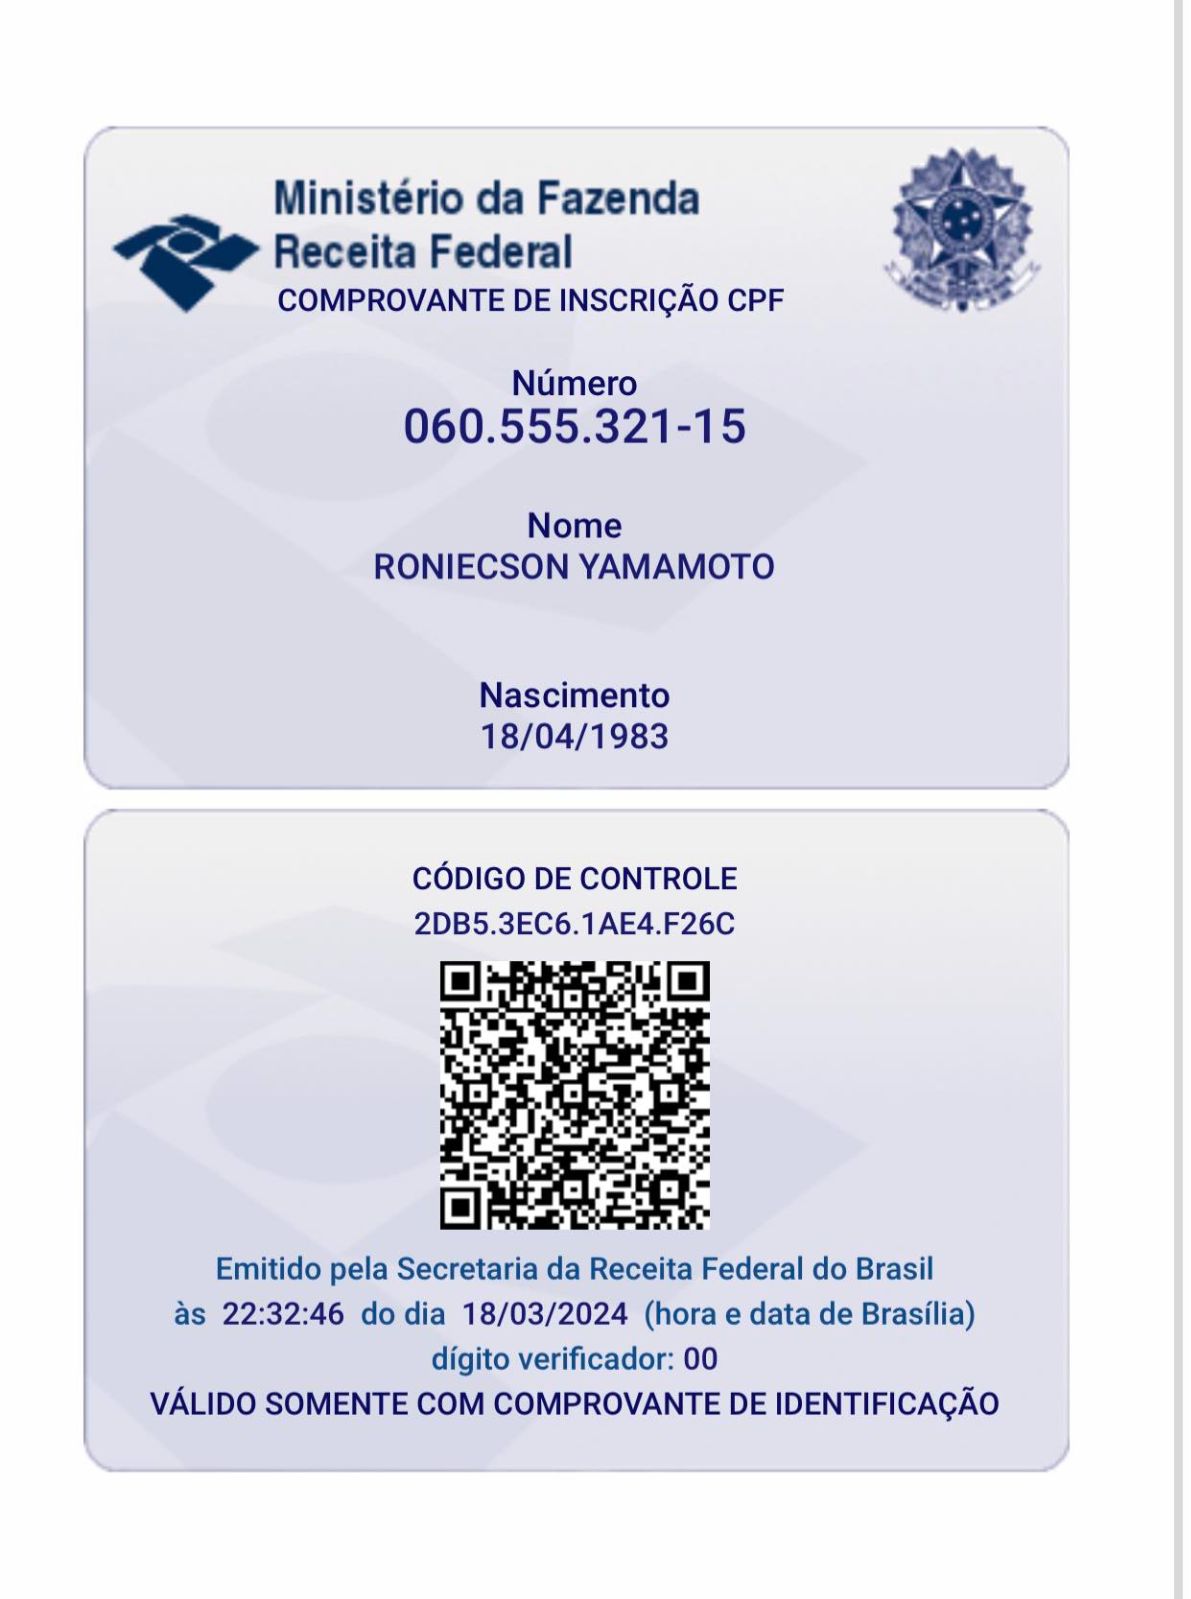 Ministério da Fazenda
Receita Federal
COMPROVANTE DE INSCRIÇÃO CPF
Número
060.555.321-15
Nome
RONIECSON YAMAMOTO
Nascimento
18/04/1983
CÓDIGO DE CONTROLE
2DB5.3EC6.1AE4.F26C
Emitido pela Secretaria da Receita Federal do Brasil
às 22:32:46 do dia 18/03/2024 (hora e data de Brasília)
dígito verificador: 00
VÁLIDO SOMENTE COM COMPROVANTE DE IDENTIFICAÇÃO